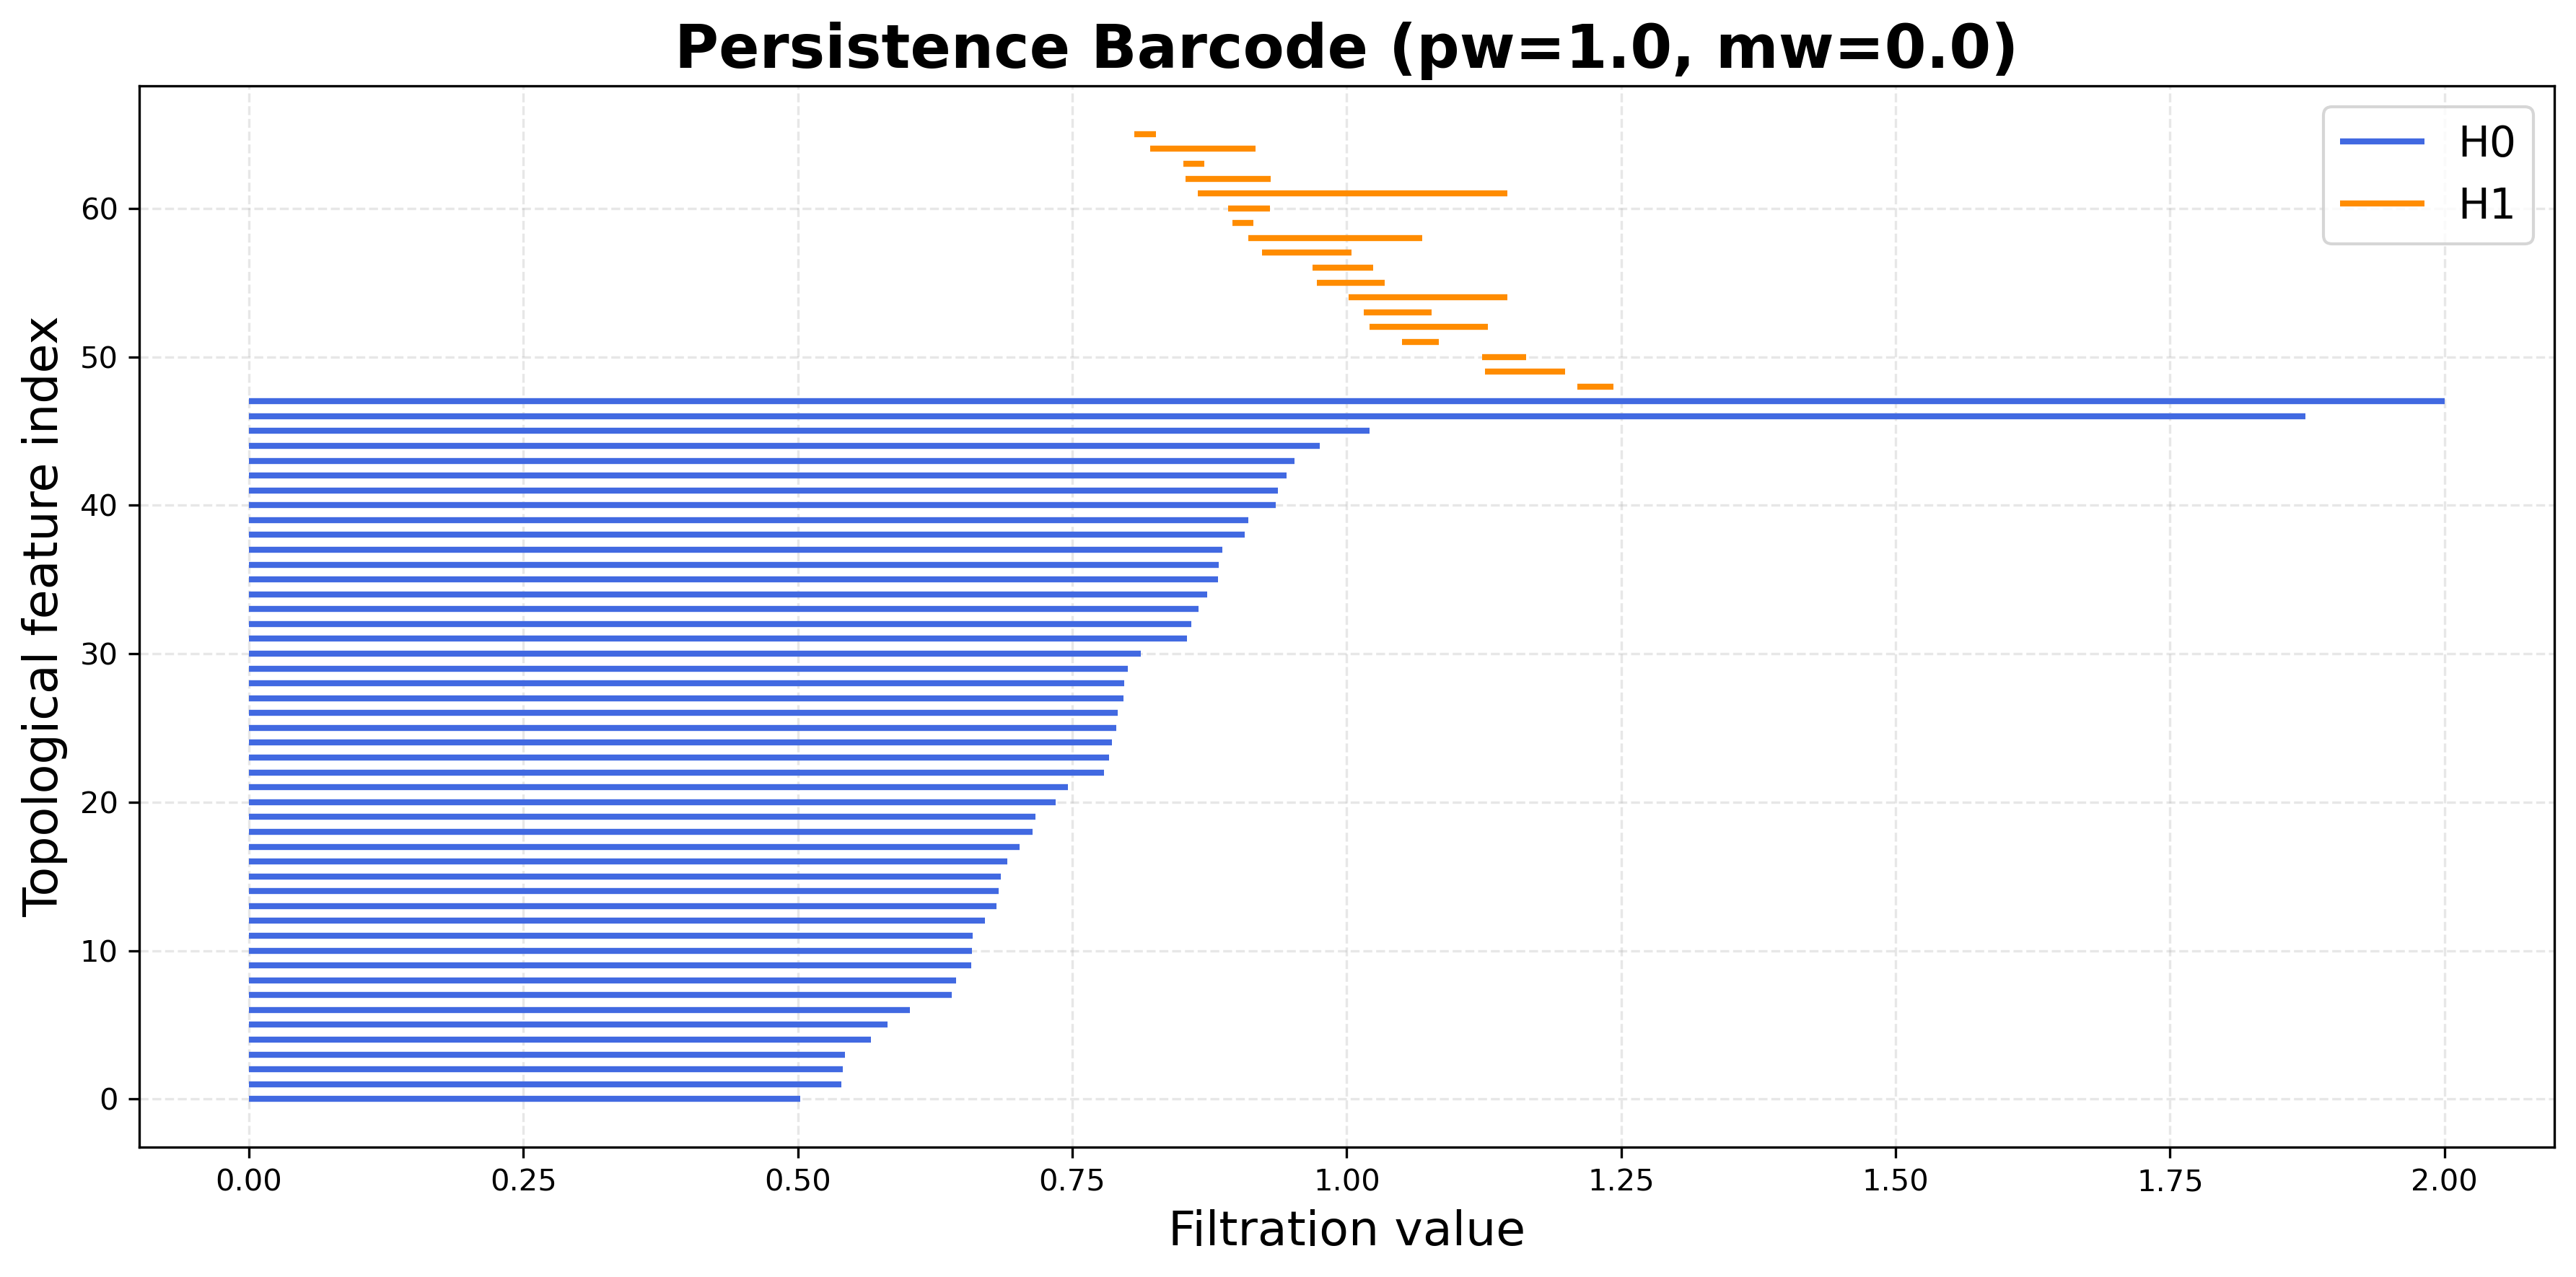 Persistence Barcode (pw=1.0, mw=0.0)
H0
H1
Topological feature index
60
50
40
30
20
10
0
0.00 0.25 0.50 0.75 1.00 1.25 1.50 1.75 2.00
Filtration value